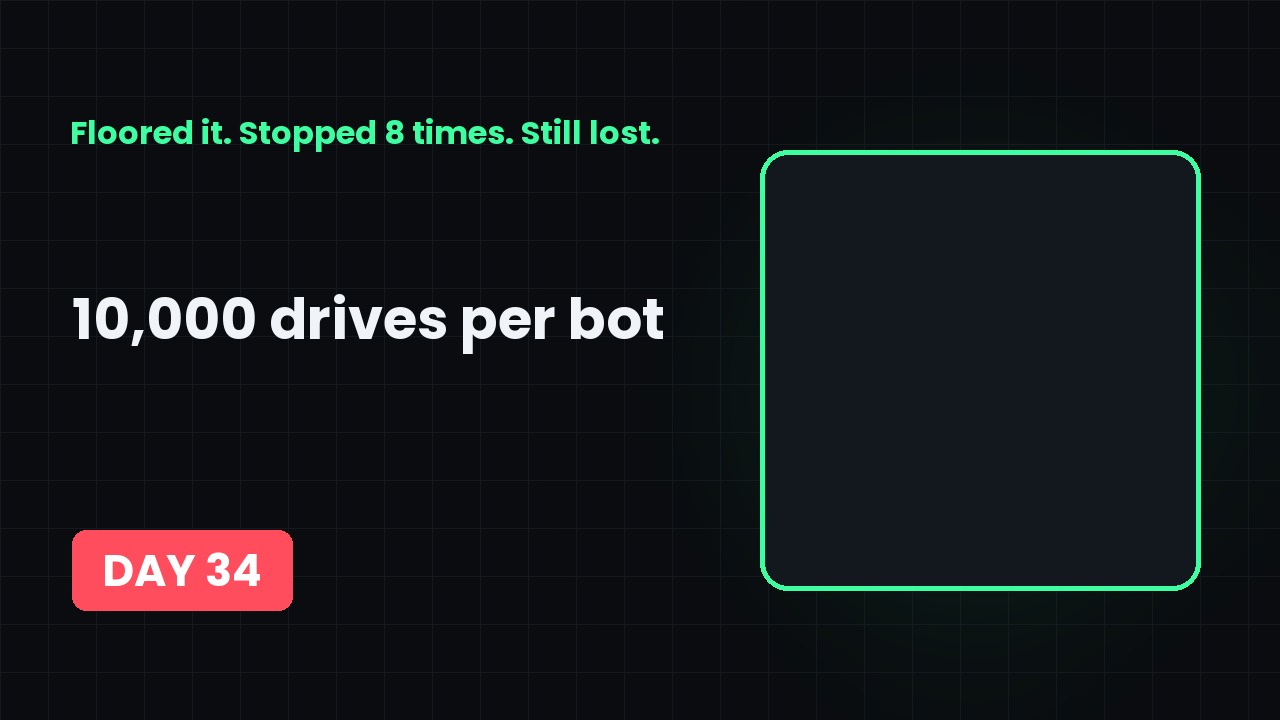 Floored it. Stopped 8 times. Still lost.
10,000 drives per bot
DAY 34